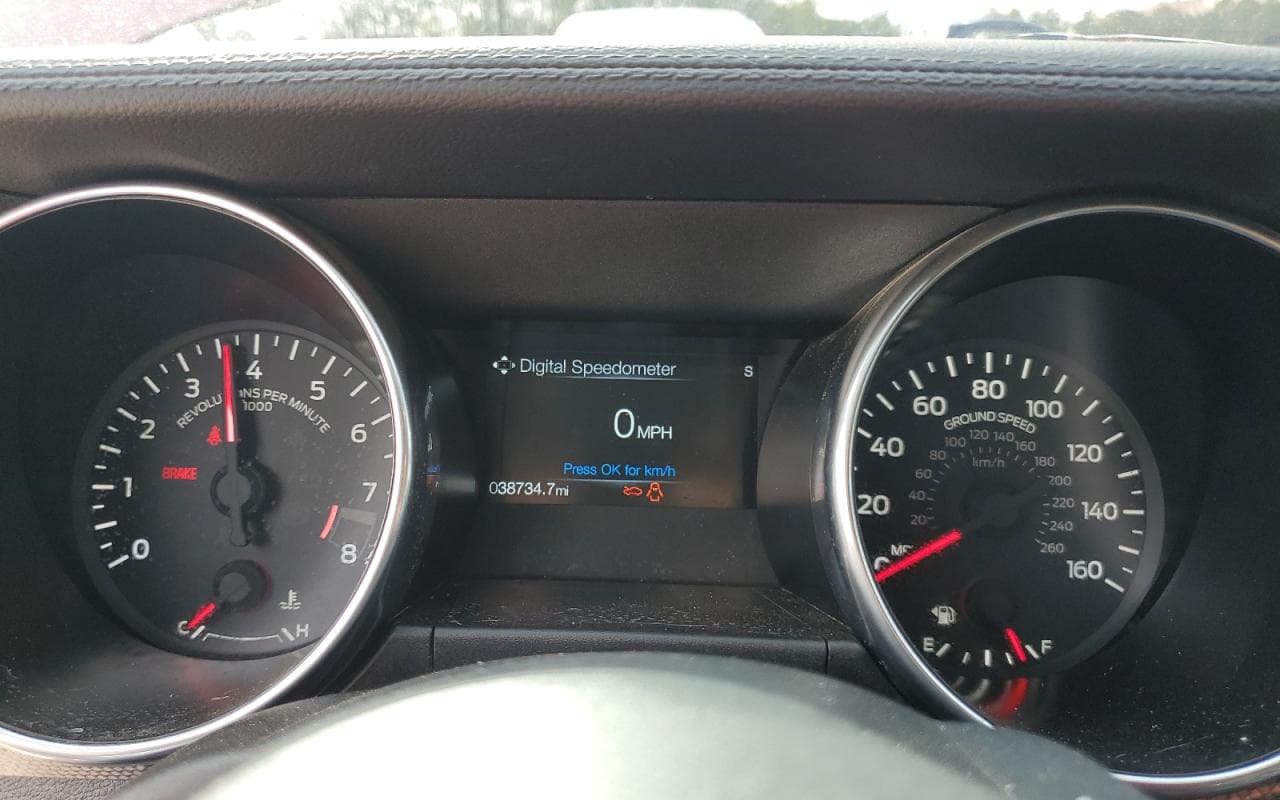 0
1
2
3
4
5
6
7
8
1000
PER MINUTE
BRAKE
C
H
Digital Speedometer
S
0 MPH
Press OK for km/h
038734.7mi
20
40
60
80
100
120
140
160
GROUND SPEED
20
40
60
80
100
120
140
160
180
200
220
240
260
km/h
E
F